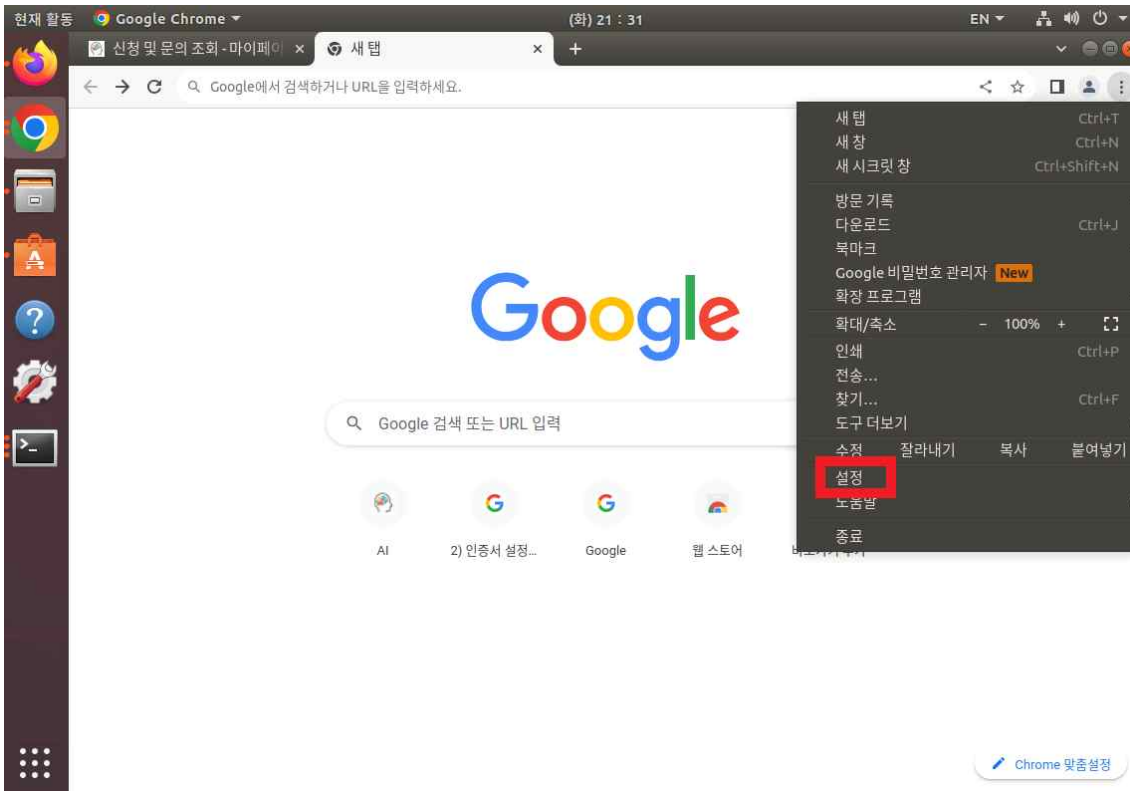 현재 활동 Google Chrome (화) 21 : 31 EN
신청 및 문의 조회 - 마이페이 × 새 탭 × +
Google에서 검색하거나 URL을 입력하세요.
새 탭 Ctrl+T
새 창 Ctrl+N
새 시크릿 창 Ctrl+Shift+N
방문 기록
다운로드 Ctrl+J
북마크
Google 비밀번호 관리자 New
확장 프로그램
확대/축소 - 100% +
인쇄 Ctrl+P
전송...
찾기... Ctrl+F
도구 더보기
수정 잘라내기 복사 붙여넣기
설정
도움말
종료
Google
Google 검색 또는 URL 입력
AI 2) 인증서 설정... Google 웹 스토어
Chrome 맞춤설정